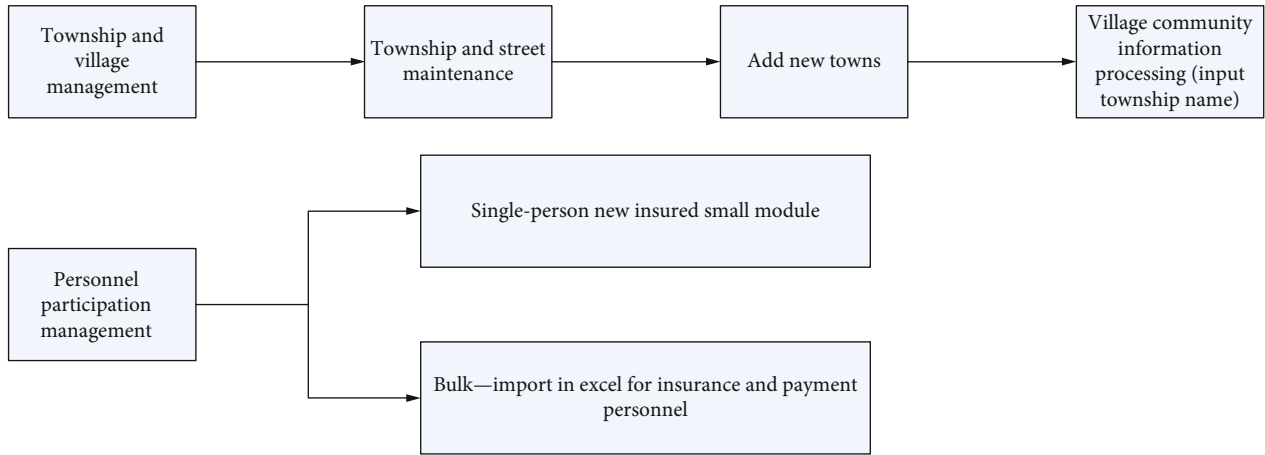 Township and
village
management
Township and street
maintenance
Add new towns
Village community
information
processing (input
township name)
Single-person new insured small module
Personnel
participation
management
Bulk—import in excel for insurance and payment
personnel